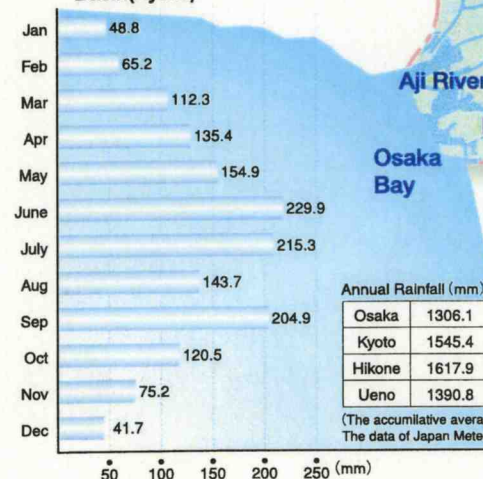 Jan 48.8
Feb 65.2
Mar 112.3
Apr 135.4
May 154.9
June 229.9
July 215.3
Aug 143.7
Sep 204.9
Oct 120.5
Nov 75.2
Dec 41.7
50 100 150 200 250 (mm)
Aji River
Osaka
Bay
Annual Rainfall (mm)
Osaka 1306.1
Kyoto 1545.4
Hikone 1617.9
Ueno 1390.8
(The accumilative
The data of Japan